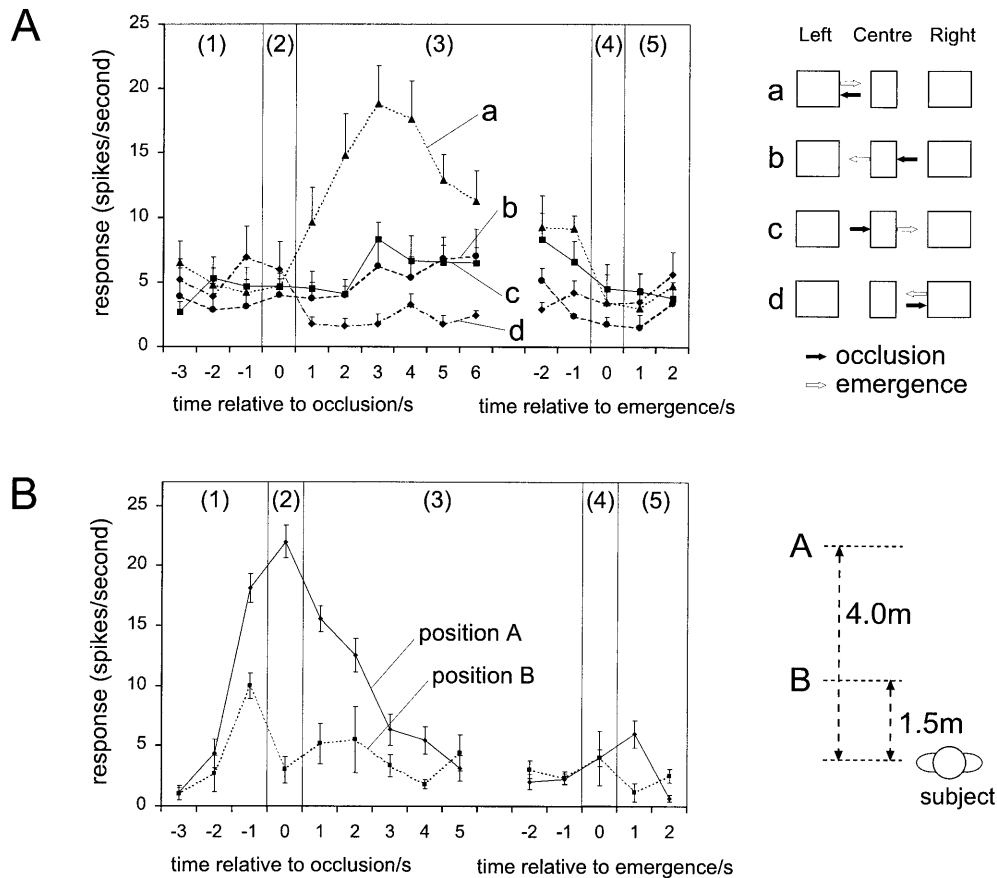 A
25
20
15
10
5
0
response (spikes/second)
(1) (2) (3) (4) (5)
a
b
c
d
-3 -2 -1 0 1 2 3 4 5 6 -2 -1 0 1 2
time relative to occlusion/s time relative to emergence/s
Left Centre Right
a
b
c
d
occlusion
emergence
B
25
20
15
10
5
0
response (spikes/second)
(1) (2) (3) (4) (5)
position A
position B
-3 -2 -1 0 1 2 3 4 5 -2 -1 0 1 2
time relative to occlusion/s time relative to emergence/s
A
4.0m
B
1.5m
subject